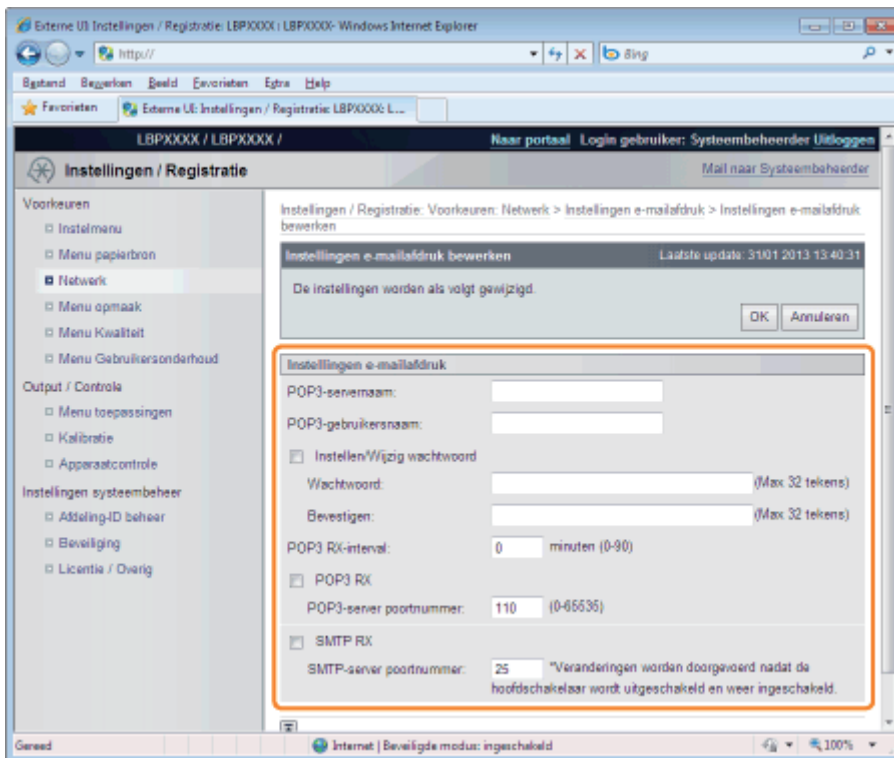 Externe UI: Instellingen / Registratie: LBPXXXX : LBPXXXX- Windows Internet Explorer
http://
Bing
Bestand Bewerken Beeld Favorieten Extra Help
Favorieten
Externe UI: Instellingen / Registratie: LBPXXXX: L...
LBPXXXX / LBPXXXX /
Naar portaal Login gebruiker: Systeembeheerder Uitloggen
Instellingen / Registratie
Mail naar Systeembeheerder
Voorkeuren
Instelmenu
Menu papierbron
Netwerk
Menu opmaak
Menu Kwaliteit
Menu Gebruikersonderhoud
Output / Controle
Menu toepassingen
Kalibratie
Apparaatcontrole
Instellingen systeembeheer
Afdeling-ID beheer
Beveiliging
Licentie / Overig
Instellingen / Registratie: Voorkeuren: Netwerk > Instellingen e-mailafdruk > Instellingen e-mailafdruk
bewerken
Instellingen e-mailafdruk bewerken
Laatste update: 31/01 2013 13:40:31
De instellingen worden als volgt gewijzigd.
OK Annuleren
Instellingen e-mailafdruk
POP3-servernaam:
POP3-gebruikersnaam:
Instellen/Wijzig wachtwoord
Wachtwoord: (Max 32 tekens)
Bevestigen: (Max 32 tekens)
POP3 RX-interval: 0 minuten (0-90)
POP3 RX
POP3-server poortnummer: 110 (0-65535)
SMTP RX
SMTP-server poortnummer: 25 *Veranderingen worden doorgevoerd nadat de
hoofdschakelaar wordt uitgeschakeld en weer ingeschakeld.
Gereed
Internet | Beveiligde modus: ingeschakeld
100%